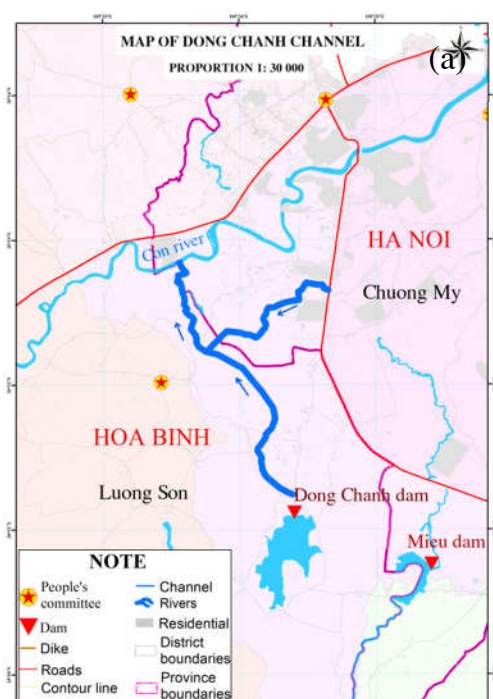 MAP OF DONG CHANH CHANNEL
(a)
PROPORTION 1: 30 000
Con river
HA NOI
Chuong My
HOA BINH
Luong Son
Dong Chanh dam
Mieu dam
NOTE
People's
committee
Dam
Dike
Roads
Contour line
Channel
Rivers
Residential
District
boundaries
Province
boundaries